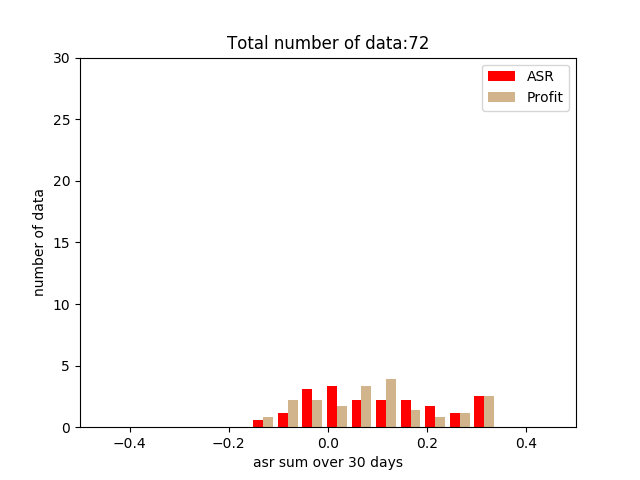 Total number of data:72
ASR
Profit
number of data
30
25
20
15
10
5
0
−0.4 −0.2 0.0 0.2 0.4
asr sum over 30 days